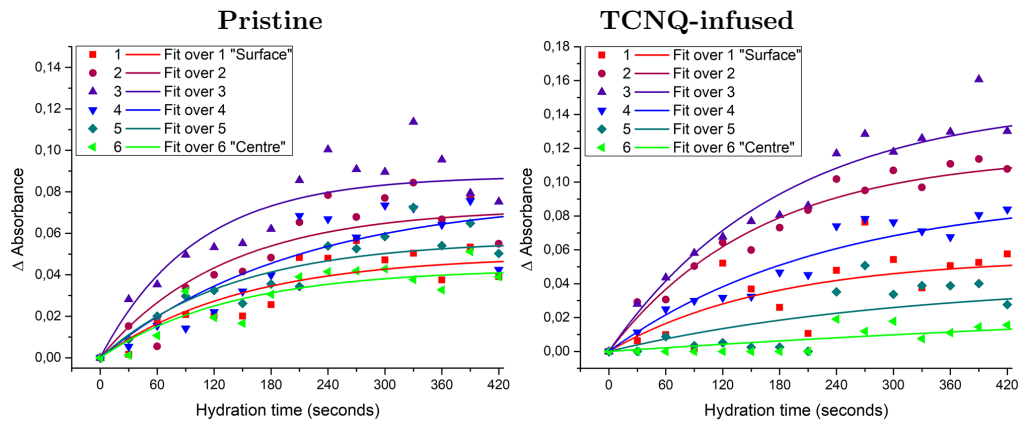 Pristine
TCNQ-infused
0,14
0,12
0,10
0,08
0,06
0,04
0,02
0,00
Δ Absorbance
1 Fit over 1 "Surface"
2 Fit over 2
3 Fit over 3
4 Fit over 4
5 Fit over 5
6 Fit over 6 "Centre"
0 60 120 180 240 300 360 420
Hydration time (seconds)
0,18
0,16
0,14
0,12
0,10
0,08
0,06
0,04
0,02
0,00
Δ Absorbance
1 Fit over 1 "Surface"
2 Fit over 2
3 Fit over 3
4 Fit over 4
5 Fit over 5
6 Fit over 6 "Centre"
0 60 120 180 240 300 360 420
Hydration time (seconds)